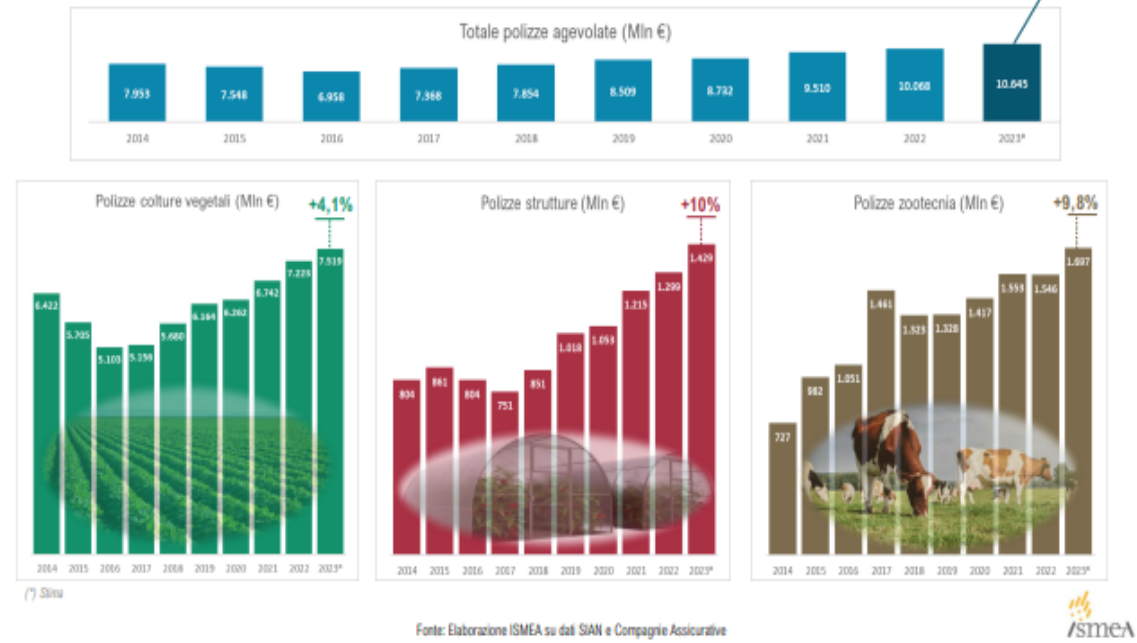 Totale polizze agevolate (Mln €)
7.953 7.548 6.958 7.368 7.854 8.509 8.732 9.510 10.068 10.645
2014 2015 2016 2017 2018 2019 2020 2021 2022 2023*
Polizze colture vegetali (Mln €)
+4,1%
6.422 5.705 5.103 5.156 5.680 6.164 6.262 6.742 7.223 7.519
2014 2015 2016 2017 2018 2019 2020 2021 2022 2023*
Polizze strutture (Mln €)
+10%
804 861 804 751 851 1.018 1.053 1.215 1.299 1.429
2014 2015 2016 2017 2018 2019 2020 2021 2022 2023*
Polizze zootecnia (Mln €)
+9,8%
727 982 1.051 1.461 1.323 1.328 1.417 1.553 1.546 1.697
2014 2015 2016 2017 2018 2019 2020 2021 2022 2023*
(*) Stima
Fonte: Elaborazione ISMEA su dati SIAN e Compagnie Assicurative
ismea